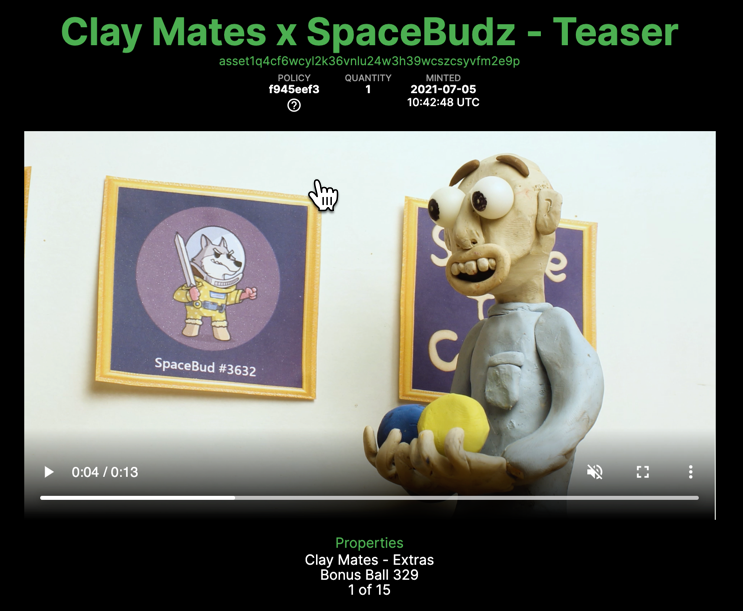 Clay Mates x SpaceBudz - Teaser
asset1q4cf6wcyl2k36vnlu24w3h39wcszcsyvfm2e9p
POLICY QUANTITY MINTED
f945eef3 1 2021-07-05
10:42:48 UTC
SpaceBud #3632
0:04 / 0:13
Properties
Clay Mates - Extras
Bonus Ball 329
1 of 15